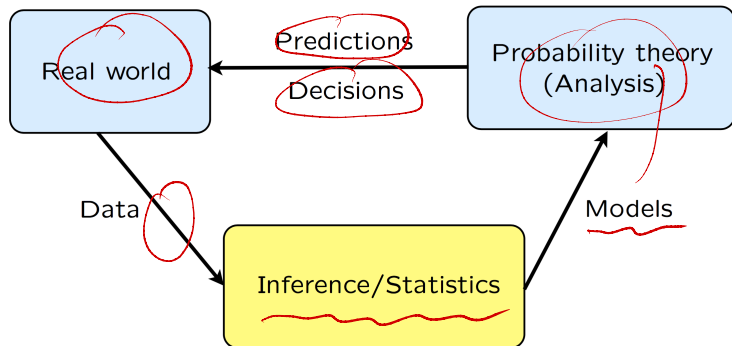 Predictions
Real world
Decisions
Probability theory
(Analysis)
Data
Models
Inference/Statistics